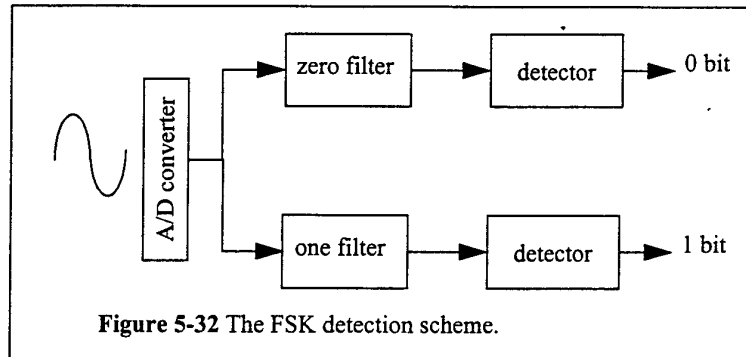 zero filter
detector
0 bit
A/D converter
one filter
detector
1 bit
Figure 5-32 The FSK detection scheme.